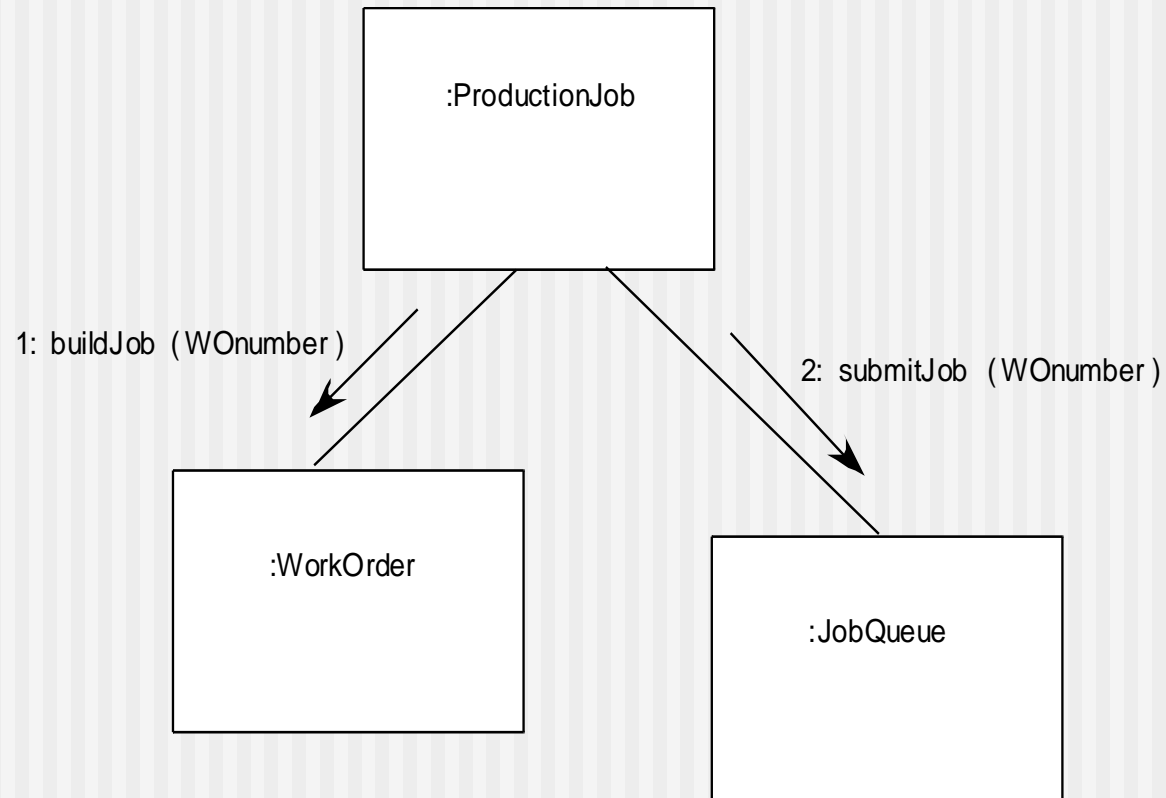 :ProductionJob
1: buildJob (WOnumber)
2: submitJob (WOnumber)
:WorkOrder
:JobQueue